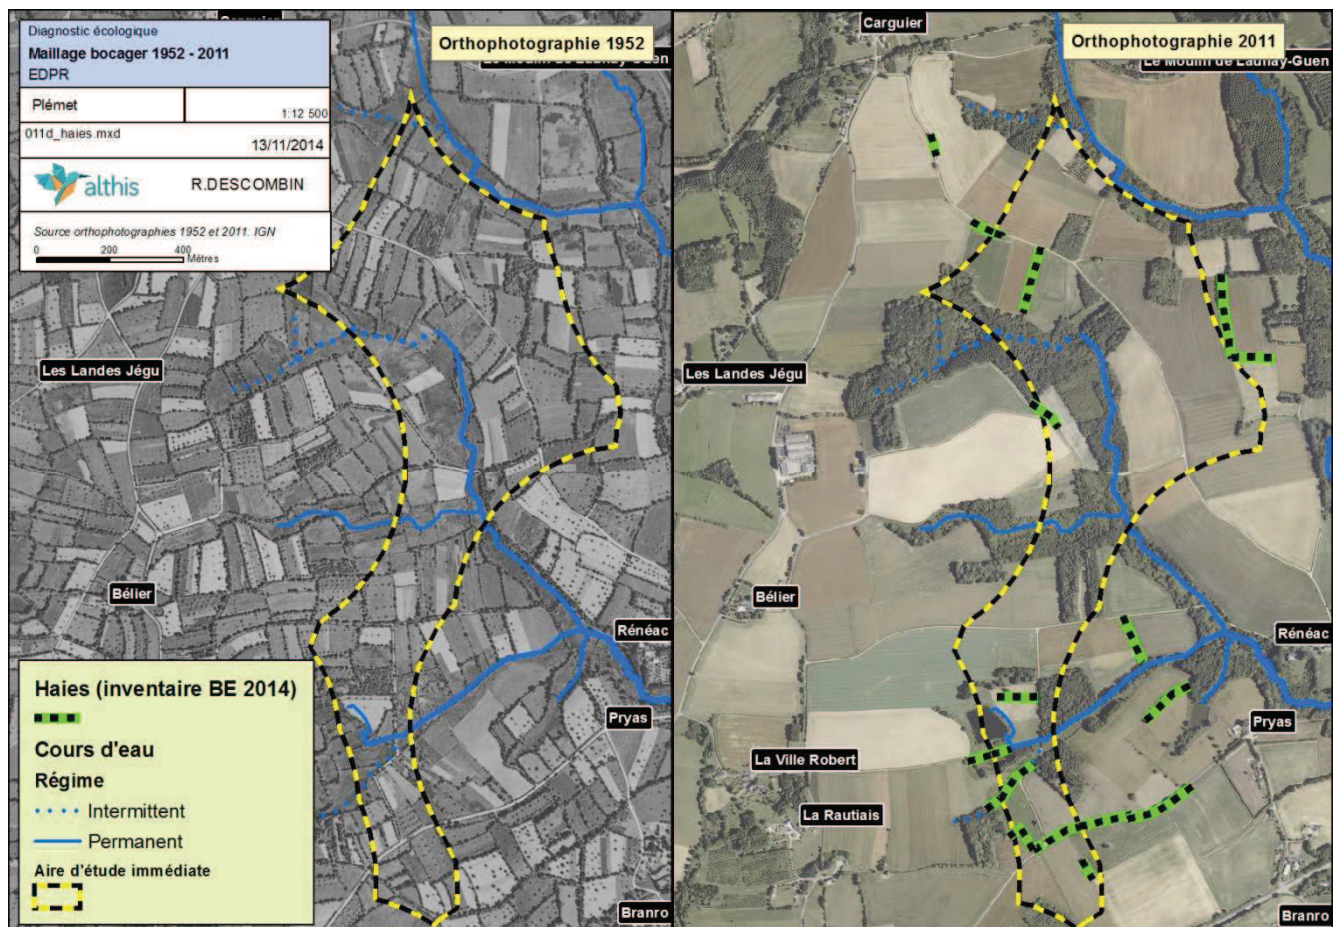 Diagnostic écologique
Maillage bocager 1952 - 2011
EDPR
Plémet
1:12 500
011d_haies.mxd
13/11/2014
althis
R.DESCOMBIN
Source orthophotographies 1952 et 2011. IGN
0 200 400
Mètres
Orthophotographie 1952
Les Landes Jégu
Bélier
Rénéac
Pryas
Branro
Haies (inventaire BE 2014)
Cours d'eau
Régime
Intermittent
Permanent
Aire d'étude immédiate
Carguier
Orthophotographie 2011
Le Moulin de Launay-Guen
Les Landes Jégu
Bélier
Rénéac
Pryas
La Ville Robert
La Rautiais
Branro